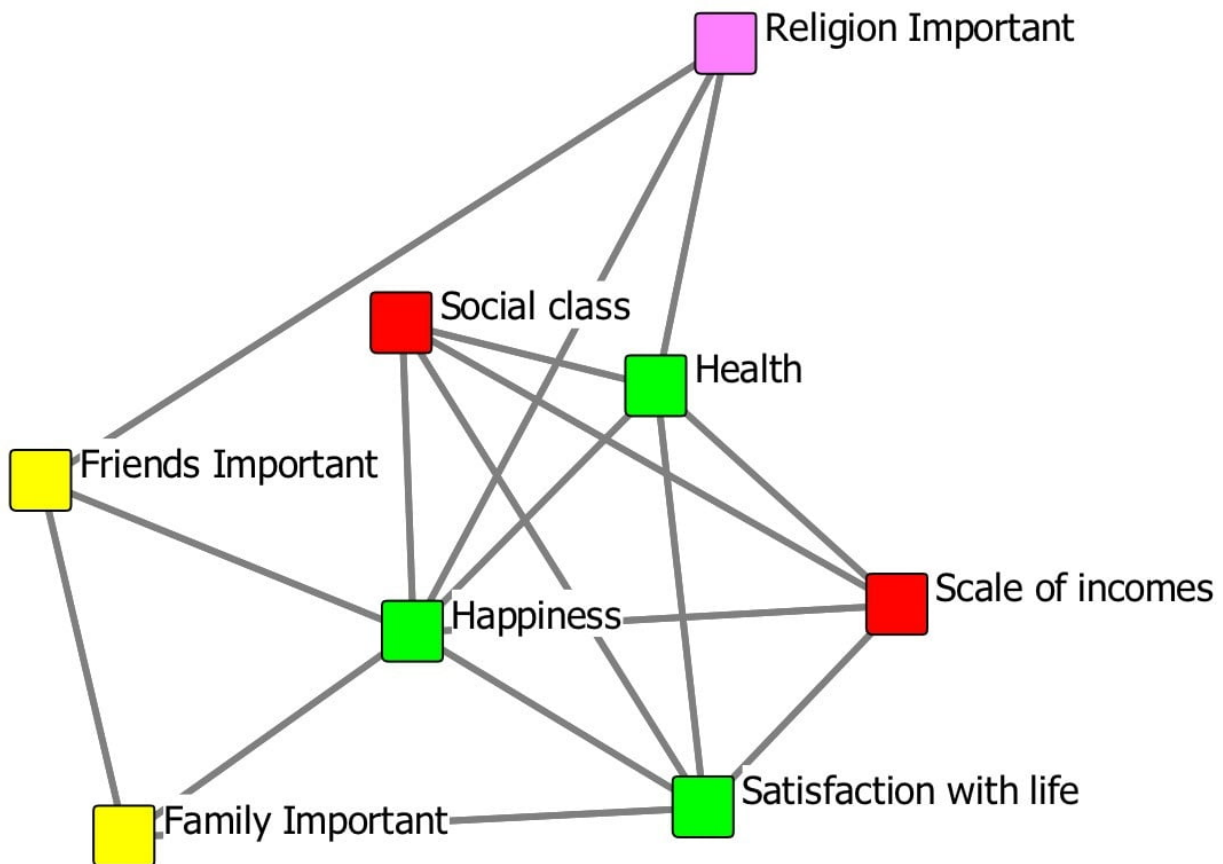 Religion Important
Social class
Health
Friends Important
Scale of incomes
Happiness
Satisfaction with life
Family Important